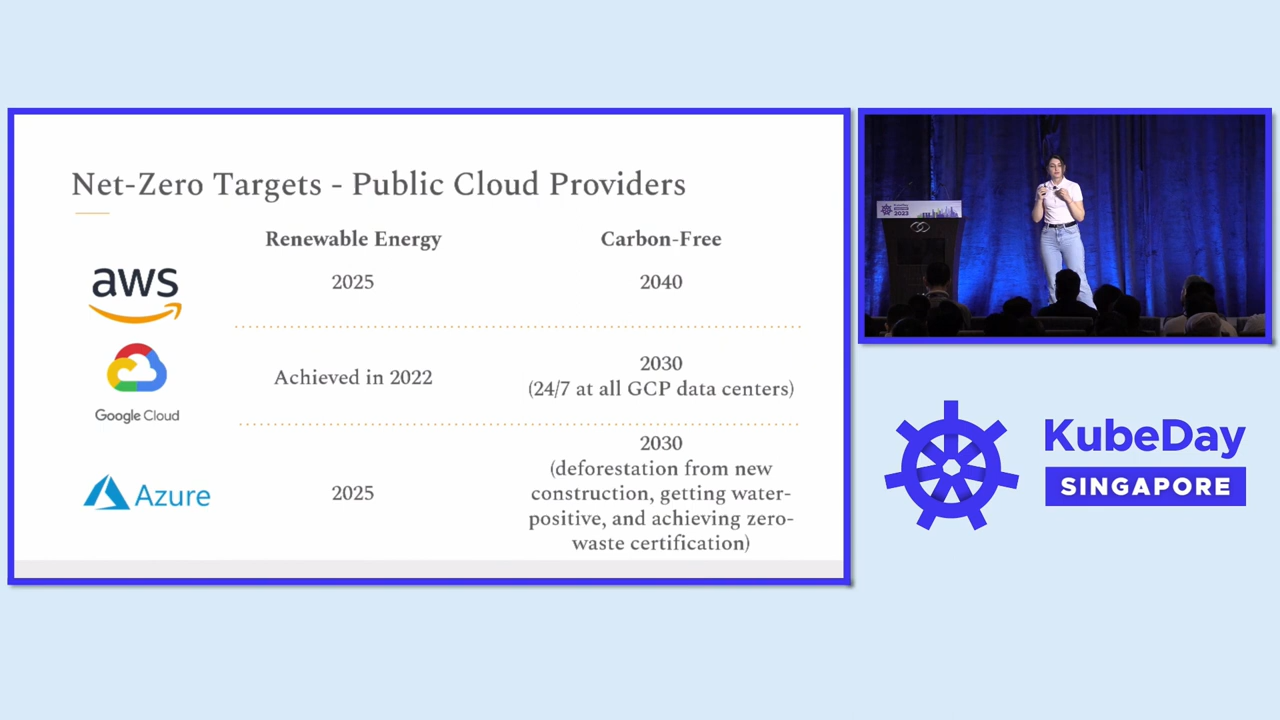 Net-Zero Targets - Public Cloud Providers
Renewable Energy
Carbon-Free
aws
2025
2040
Google Cloud
Achieved in 2022
2030
(24/7 at all GCP data centers)
Azure
2025
2030
(deforestation from new
construction, getting water-
positive, and achieving zero-
waste certification)
2023
KubeDay
SINGAPORE